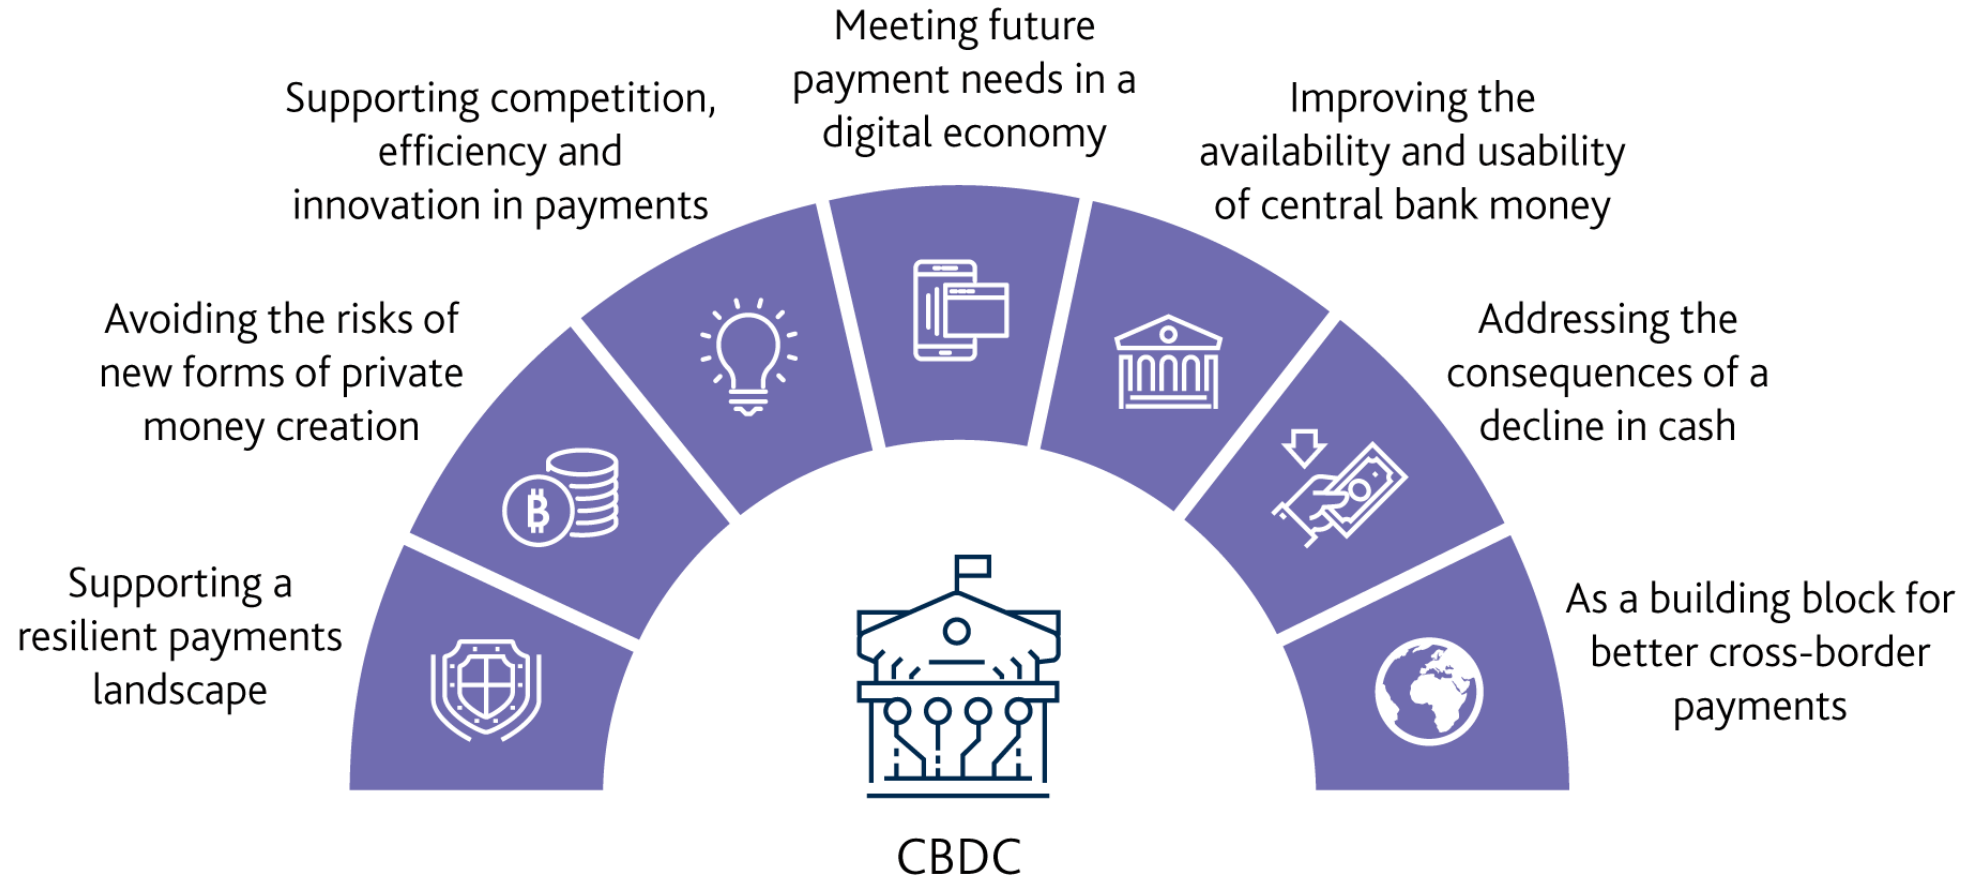 Meeting future
payment needs in a
digital economy
Supporting competition,
efficiency and
innovation in payments
Improving the
availability and usability
of central bank money
Avoiding the risks of
new forms of private
money creation
Addressing the
consequences of a
decline in cash
Supporting a
resilient payments
landscape
As a building block for
better cross-border
payments
CBDC